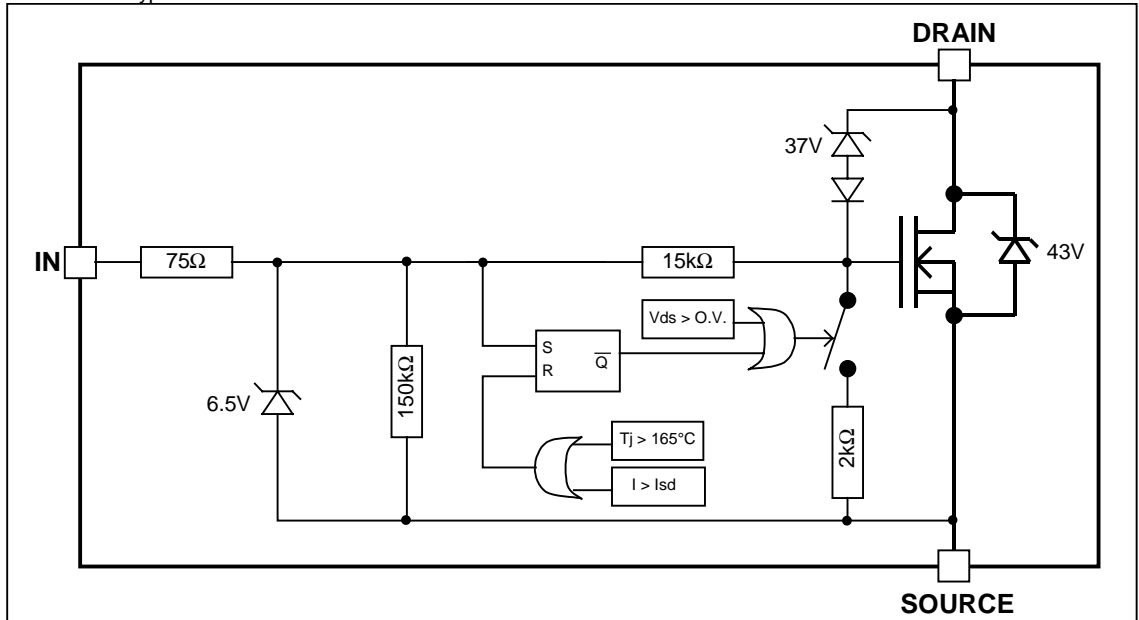 DRAIN
37V
IN
75Ω
15kΩ
43V
Vds > O.V.
S
R
Q
150kΩ
6.5V
Tj > 165°C
I > Isd
2kΩ
SOURCE